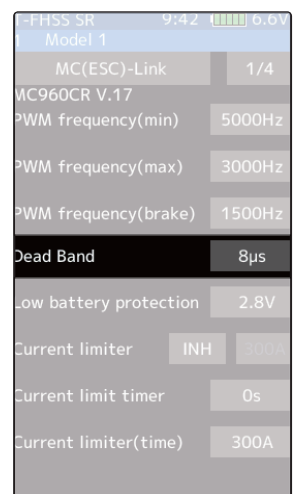 T-FHSS SR 9:42 6.6V
1 Model 1
MC(ESC)-Link 1/4
MC960CR V.17
PWM frequency(min) 5000Hz
PWM frequency(max) 3000Hz
PWM frequency(brake) 1500Hz
Dead Band 8µs
Low battery protection 2.8V
Current limiter INH 300A
Current limit timer 0s
Current limiter(time) 300A